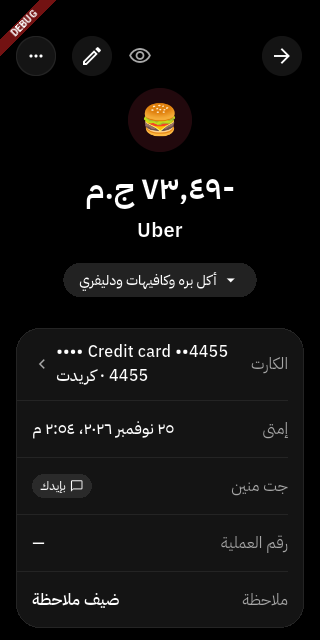 DEBUG
-٧٣,٤٩ ج.م
Uber
أكل بره وكافيهات ودليفري
الكارت
•••• Credit card ••4455
كريدت · 4455
إمتى
٢٥ نوفمبر ٢٠٢٦، ٢:٥٤ م
جت منين
بإيدك
رقم العملية
—
ملاحظة
ضيف ملاحظة